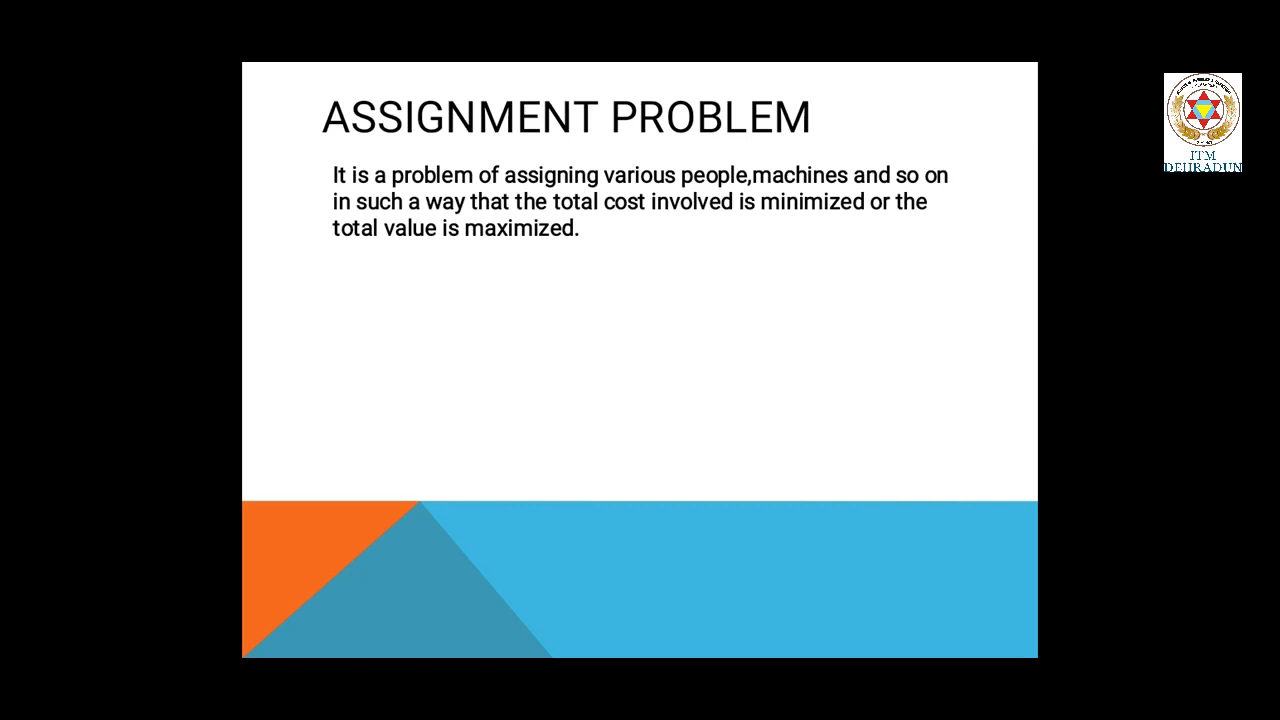 ASSIGNMENT PROBLEM
It is a problem of assigning various people,machines and so on
in such a way that the total cost involved is minimized or the
total value is maximized.
ITM
DEHRADUN